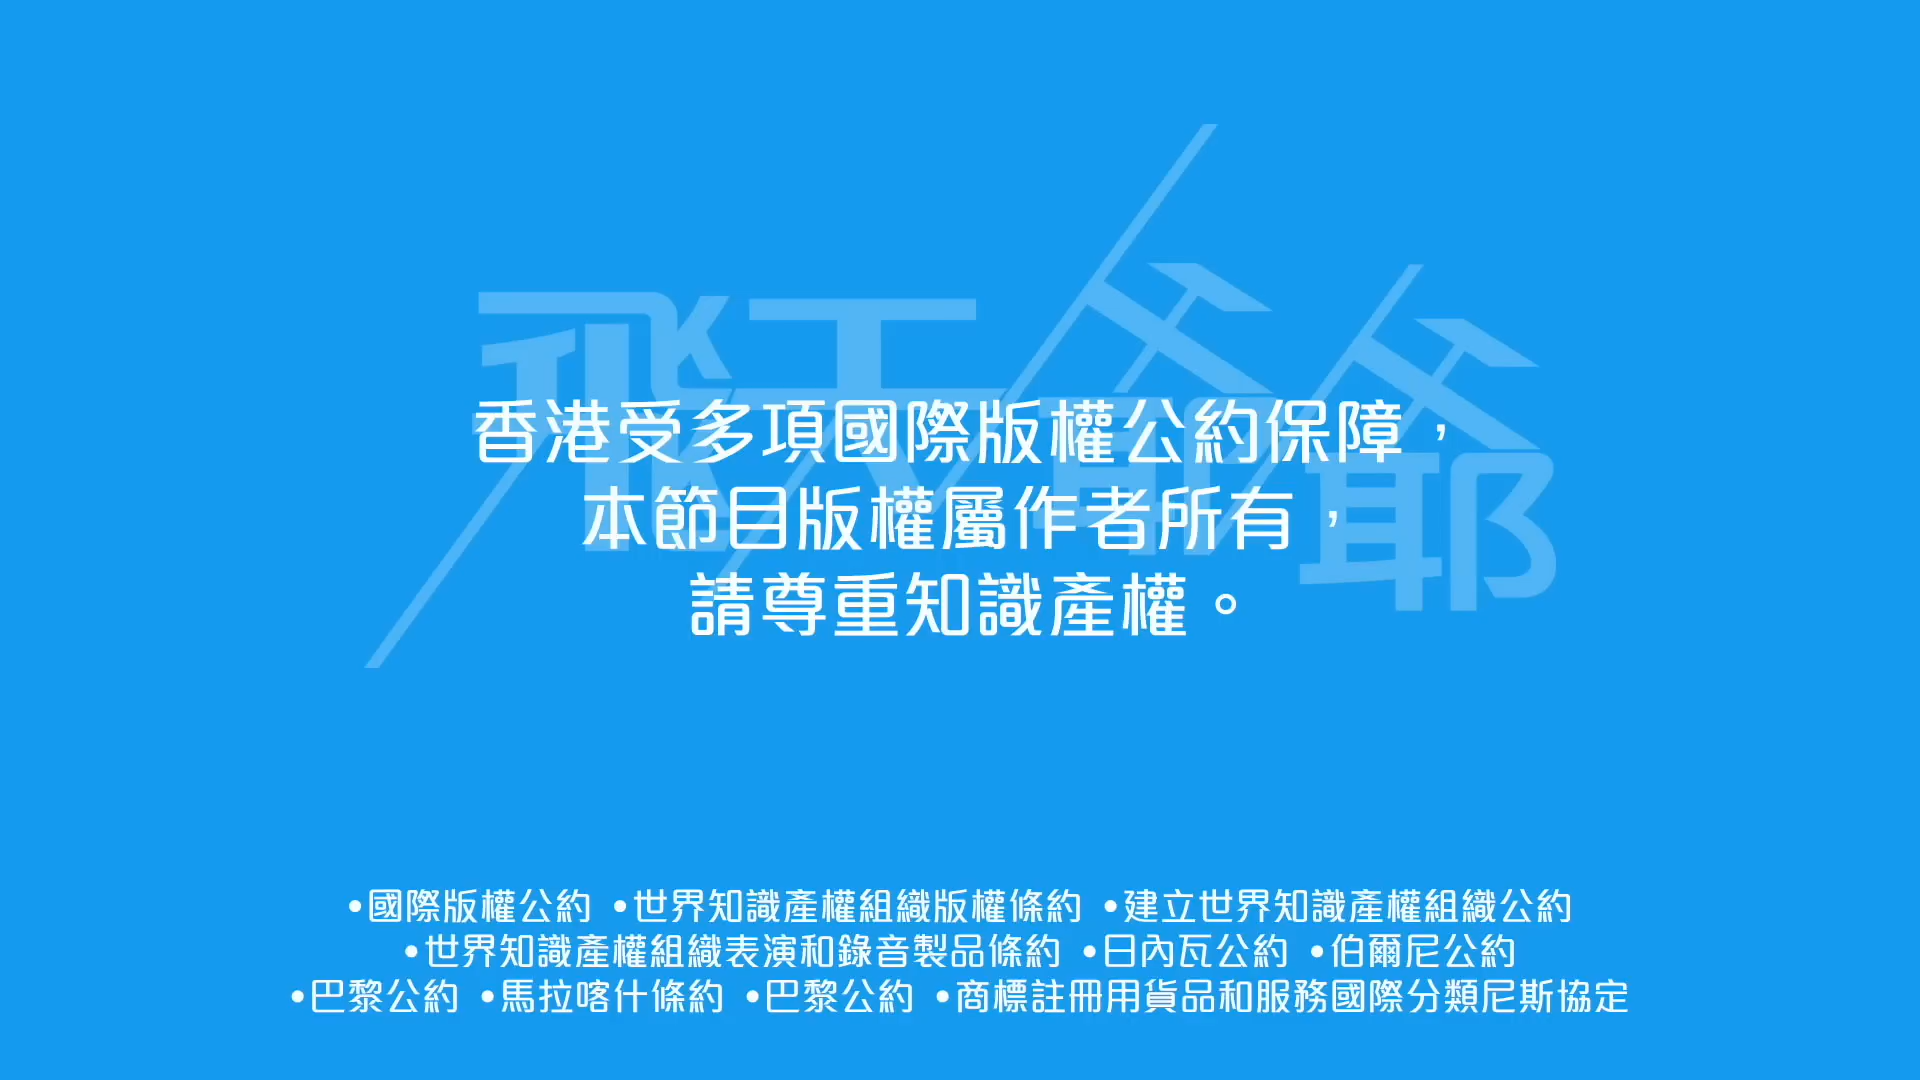 飛天爺爺
香港受多項國際版權公約保障，
本節目版權屬作者所有，
請尊重知識產權。
•國際版權公約 •世界知識產權組織版權條約 •建立世界知識產權組織公約
•世界知識產權組織表演和錄音製品條約 •日內瓦公約 •伯爾尼公約
•巴黎公約 •馬拉喀什條約 •巴黎公約 •商標註冊用貨品和服務國際分類尼斯協定